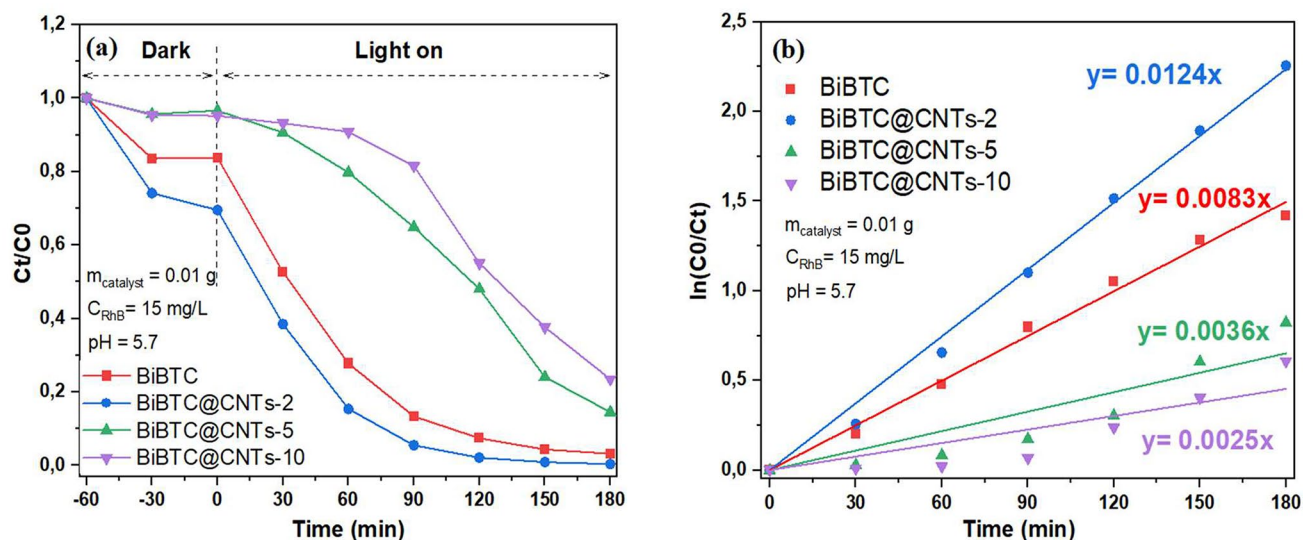 (a)
Dark
Light on
1,2
1,0
0,8
0,6
0,4
0,2
0,0
Ct/C0
m_catalyst = 0.01 g
C_RhB= 15 mg/L
pH = 5.7
BiBTC
BiBTC@CNTs-2
BiBTC@CNTs-5
BiBTC@CNTs-10
-60 -30 0 30 60 90 120 150 180
Time (min)
(b)
2,5
2,0
1,5
1,0
0,5
0,0
ln(C0/Ct)
BiBTC
BiBTC@CNTs-2
BiBTC@CNTs-5
BiBTC@CNTs-10
m_catalyst = 0.01 g
C_RhB = 15 mg/L
pH = 5.7
y= 0.0124x
y= 0.0083x
y= 0.0036x
y= 0.0025x
0 30 60 90 120 150 180
Time (min)